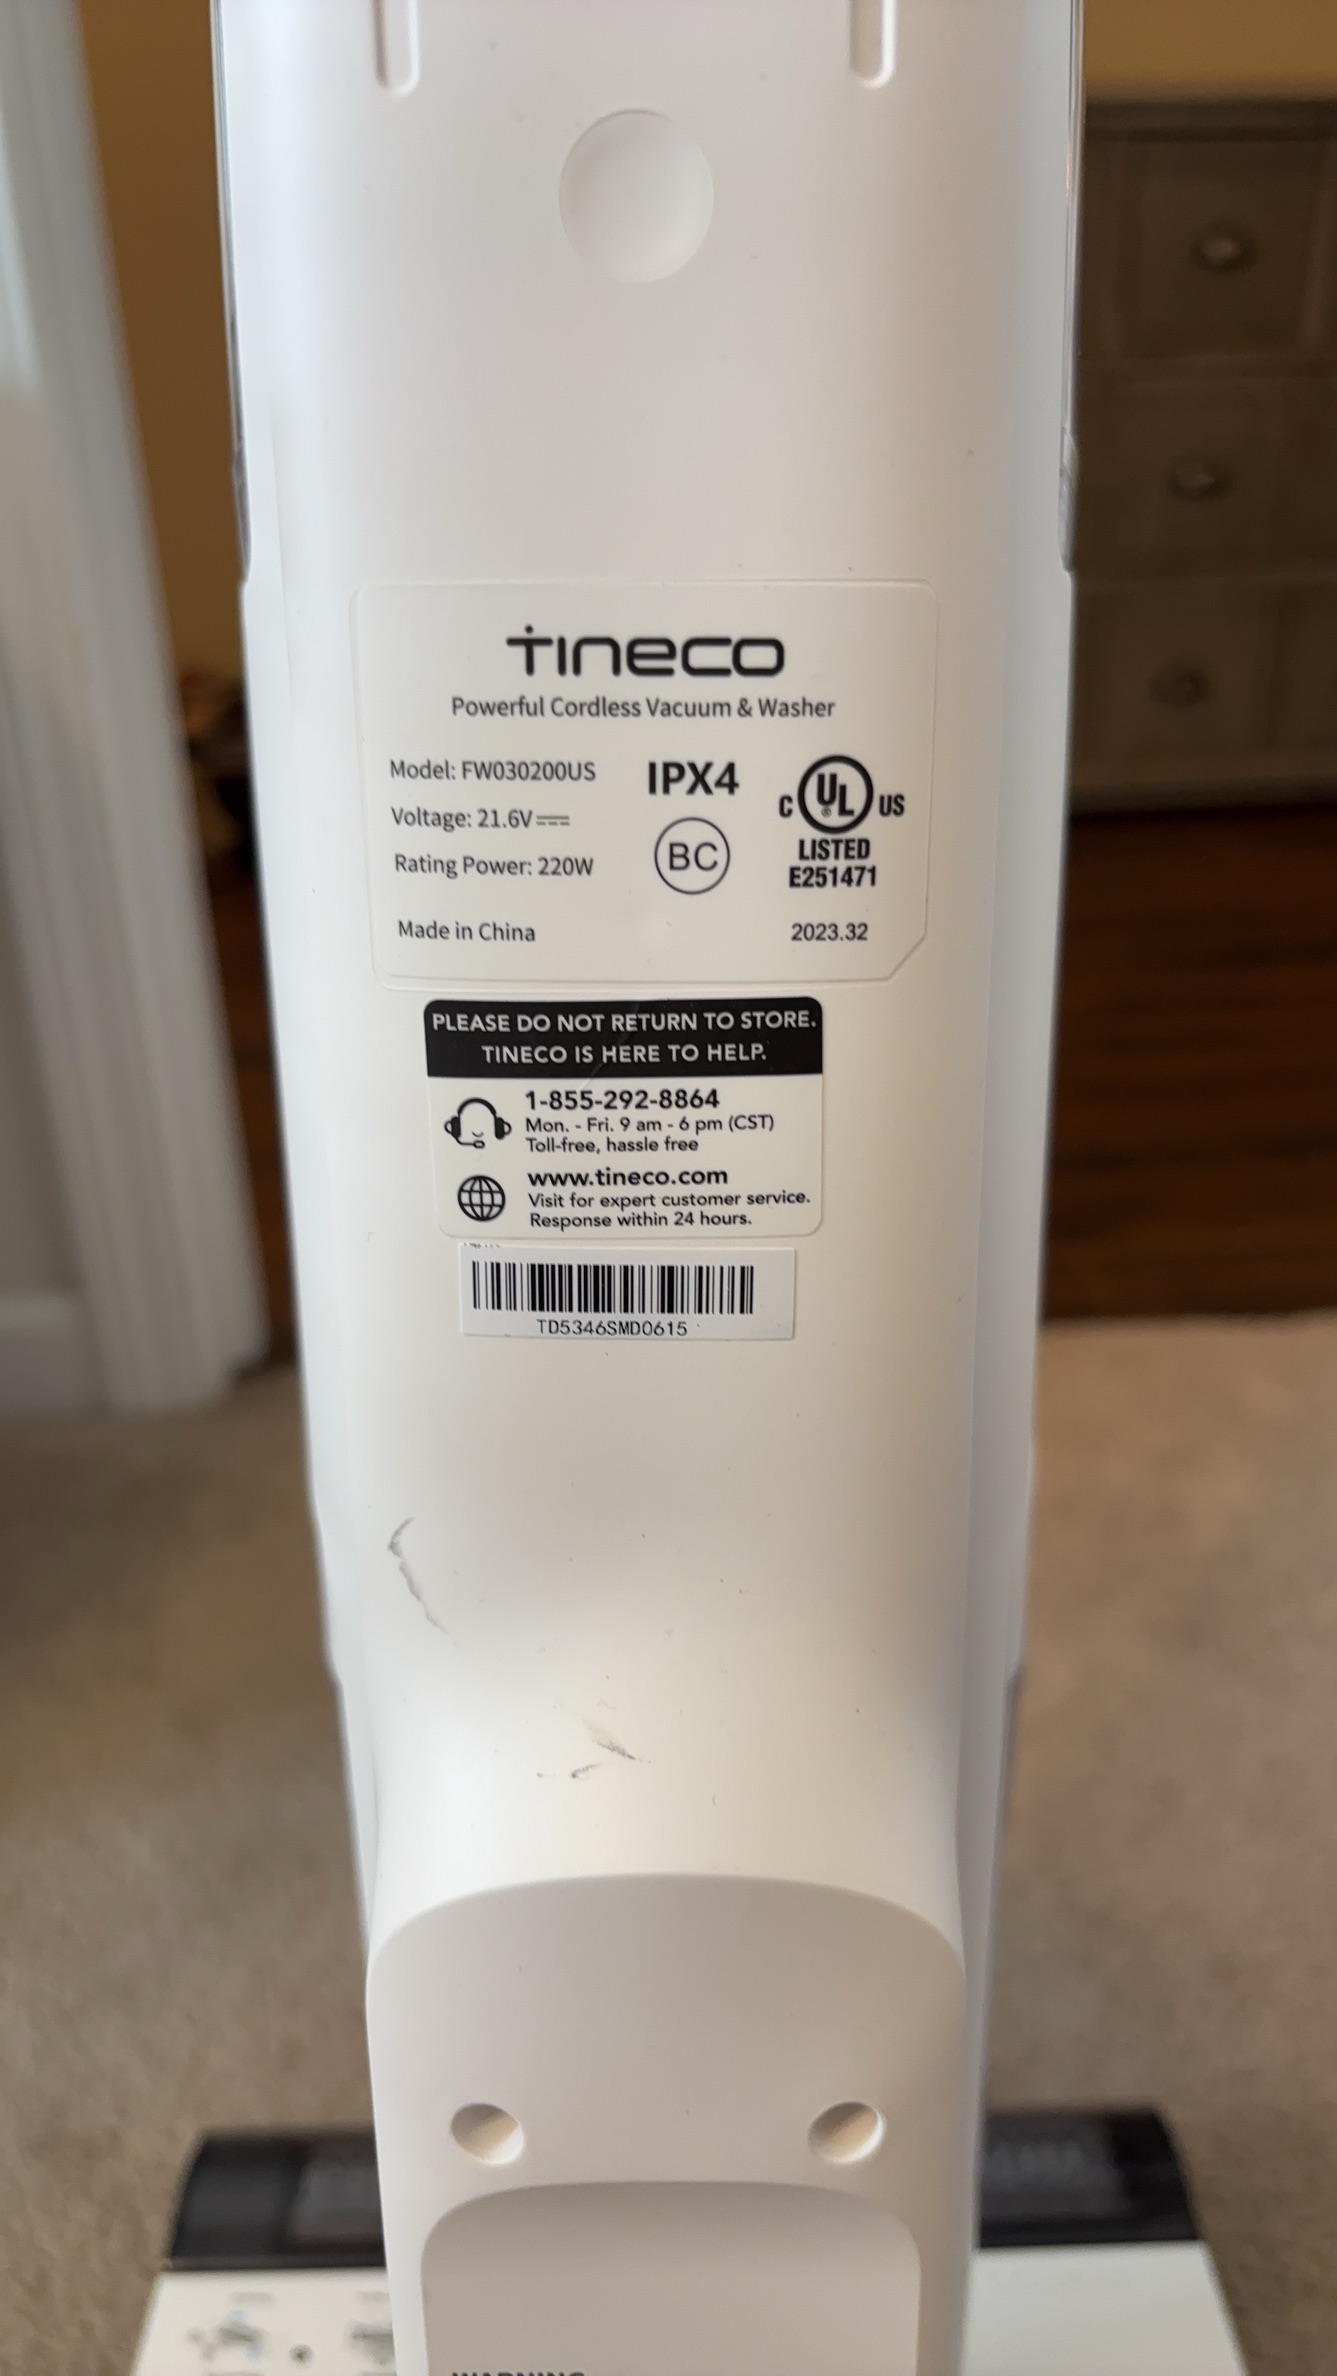 TINECO
Powerful Cordless Vacuum & Washer
Model: FW030200US
Voltage: 21.6V⎓
Rating Power: 220W
Made in China
IPX4
BC
C UL® US
LISTED
E251471
2023.32
PLEASE DO NOT RETURN TO STORE.
TINECO IS HERE TO HELP.
1-855-292-8864
Mon. - Fri. 9 am - 6 pm (CST)
Toll-free, hassle free
www.tineco.com
Visit for expert customer service.
Response within 24 hours.
TD5346SMD0615
WARNING